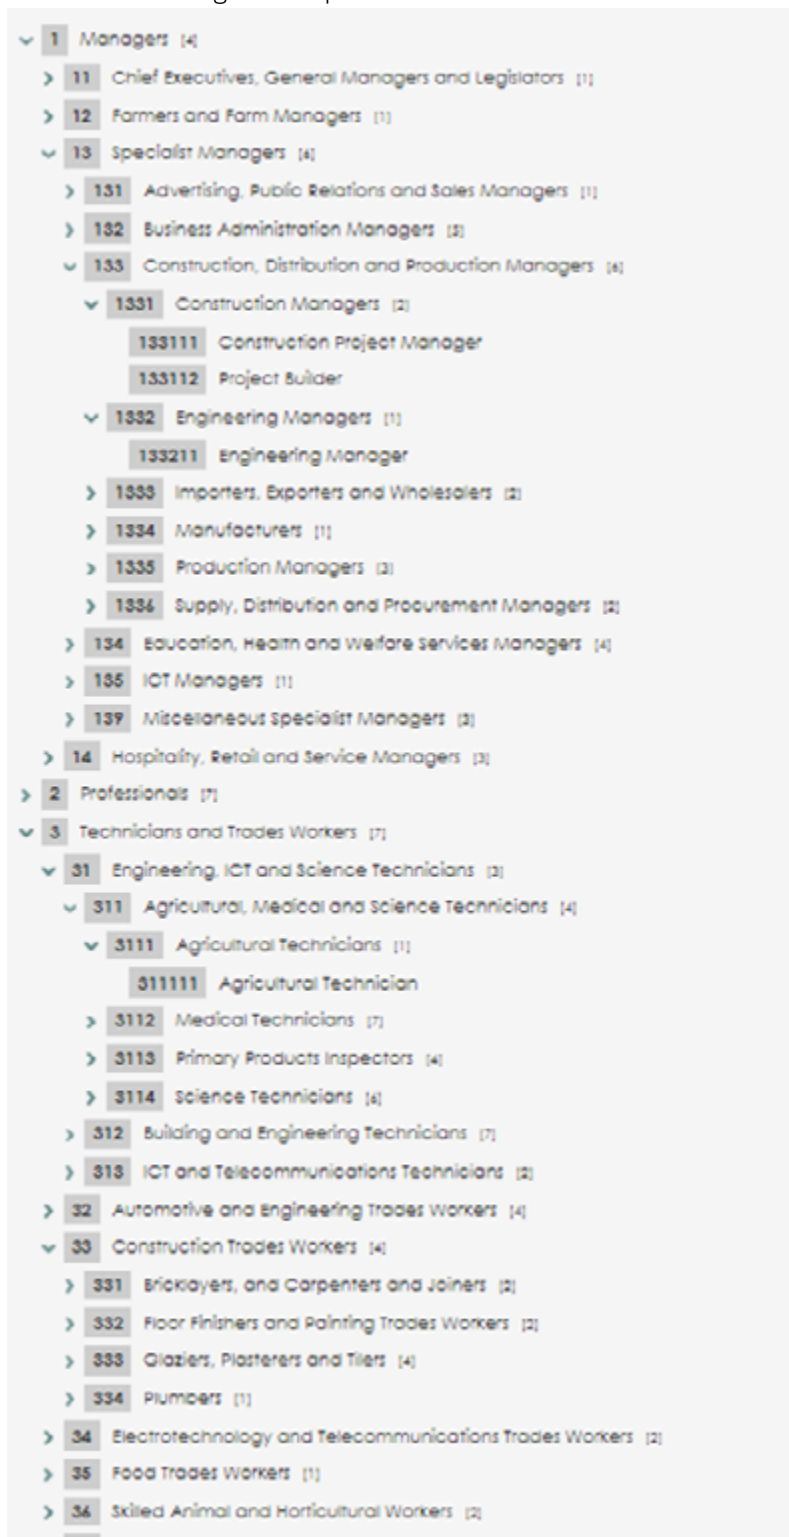 1 Managers [4]
11 Chief Executives, General Managers and Legislators [1]
12 Farmers and Farm Managers [1]
13 Specialist Managers [6]
131 Advertising, Public Relations and Sales Managers [1]
132 Business Administration Managers
133 Construction, Distribution and Production Managers [6]
1331 Construction Managers [2]
133111 Construction Project Manager
133112 Project Builder
1332 Engineering Managers [1]
133211 Engineering Manager
1333 Importers, Exporters and Wholesalers [2]
1334 Manufacturers [1]
1335 Production Managers
1336 Supply, Distribution and Procurement Managers [2]
134 Education, Health and Welfare Services Managers [4]
135 ICT Managers [1]
139 Miscellaneous Specialist Managers
14 Hospitality, Retail and Service Managers [3]
2 Professionals [7]
3 Technicians and Trades Workers [7]
31 Engineering, ICT and Science Technicians [3]
311 Agricultural, Medical and Science Technicians [4]
3111 Agricultural Technicians [1]
311111 Agricultural Technician
3112 Medical Technicians [7]
3113 Primary Products Inspectors [4]
3114 Science Technicians [6]
312 Building and Engineering Technicians [7]
313 ICT and Telecommunications Technicians [2]
32 Automotive and Engineering Trades Workers [4]
33 Construction Trades Workers [4]
331 Bricklayers, and Carpenters and Joiners [2]
332 Floor Finishers and Painting Trades Workers [2]
333 Glaziers, Plasterers and Tilers [4]
334 Plumbers [1]
34 Electrotechnology and Telecommunications Trades Workers [2]
35 Food Trades Workers [1]
36 Skilled Animal and Horticultural Workers [2]